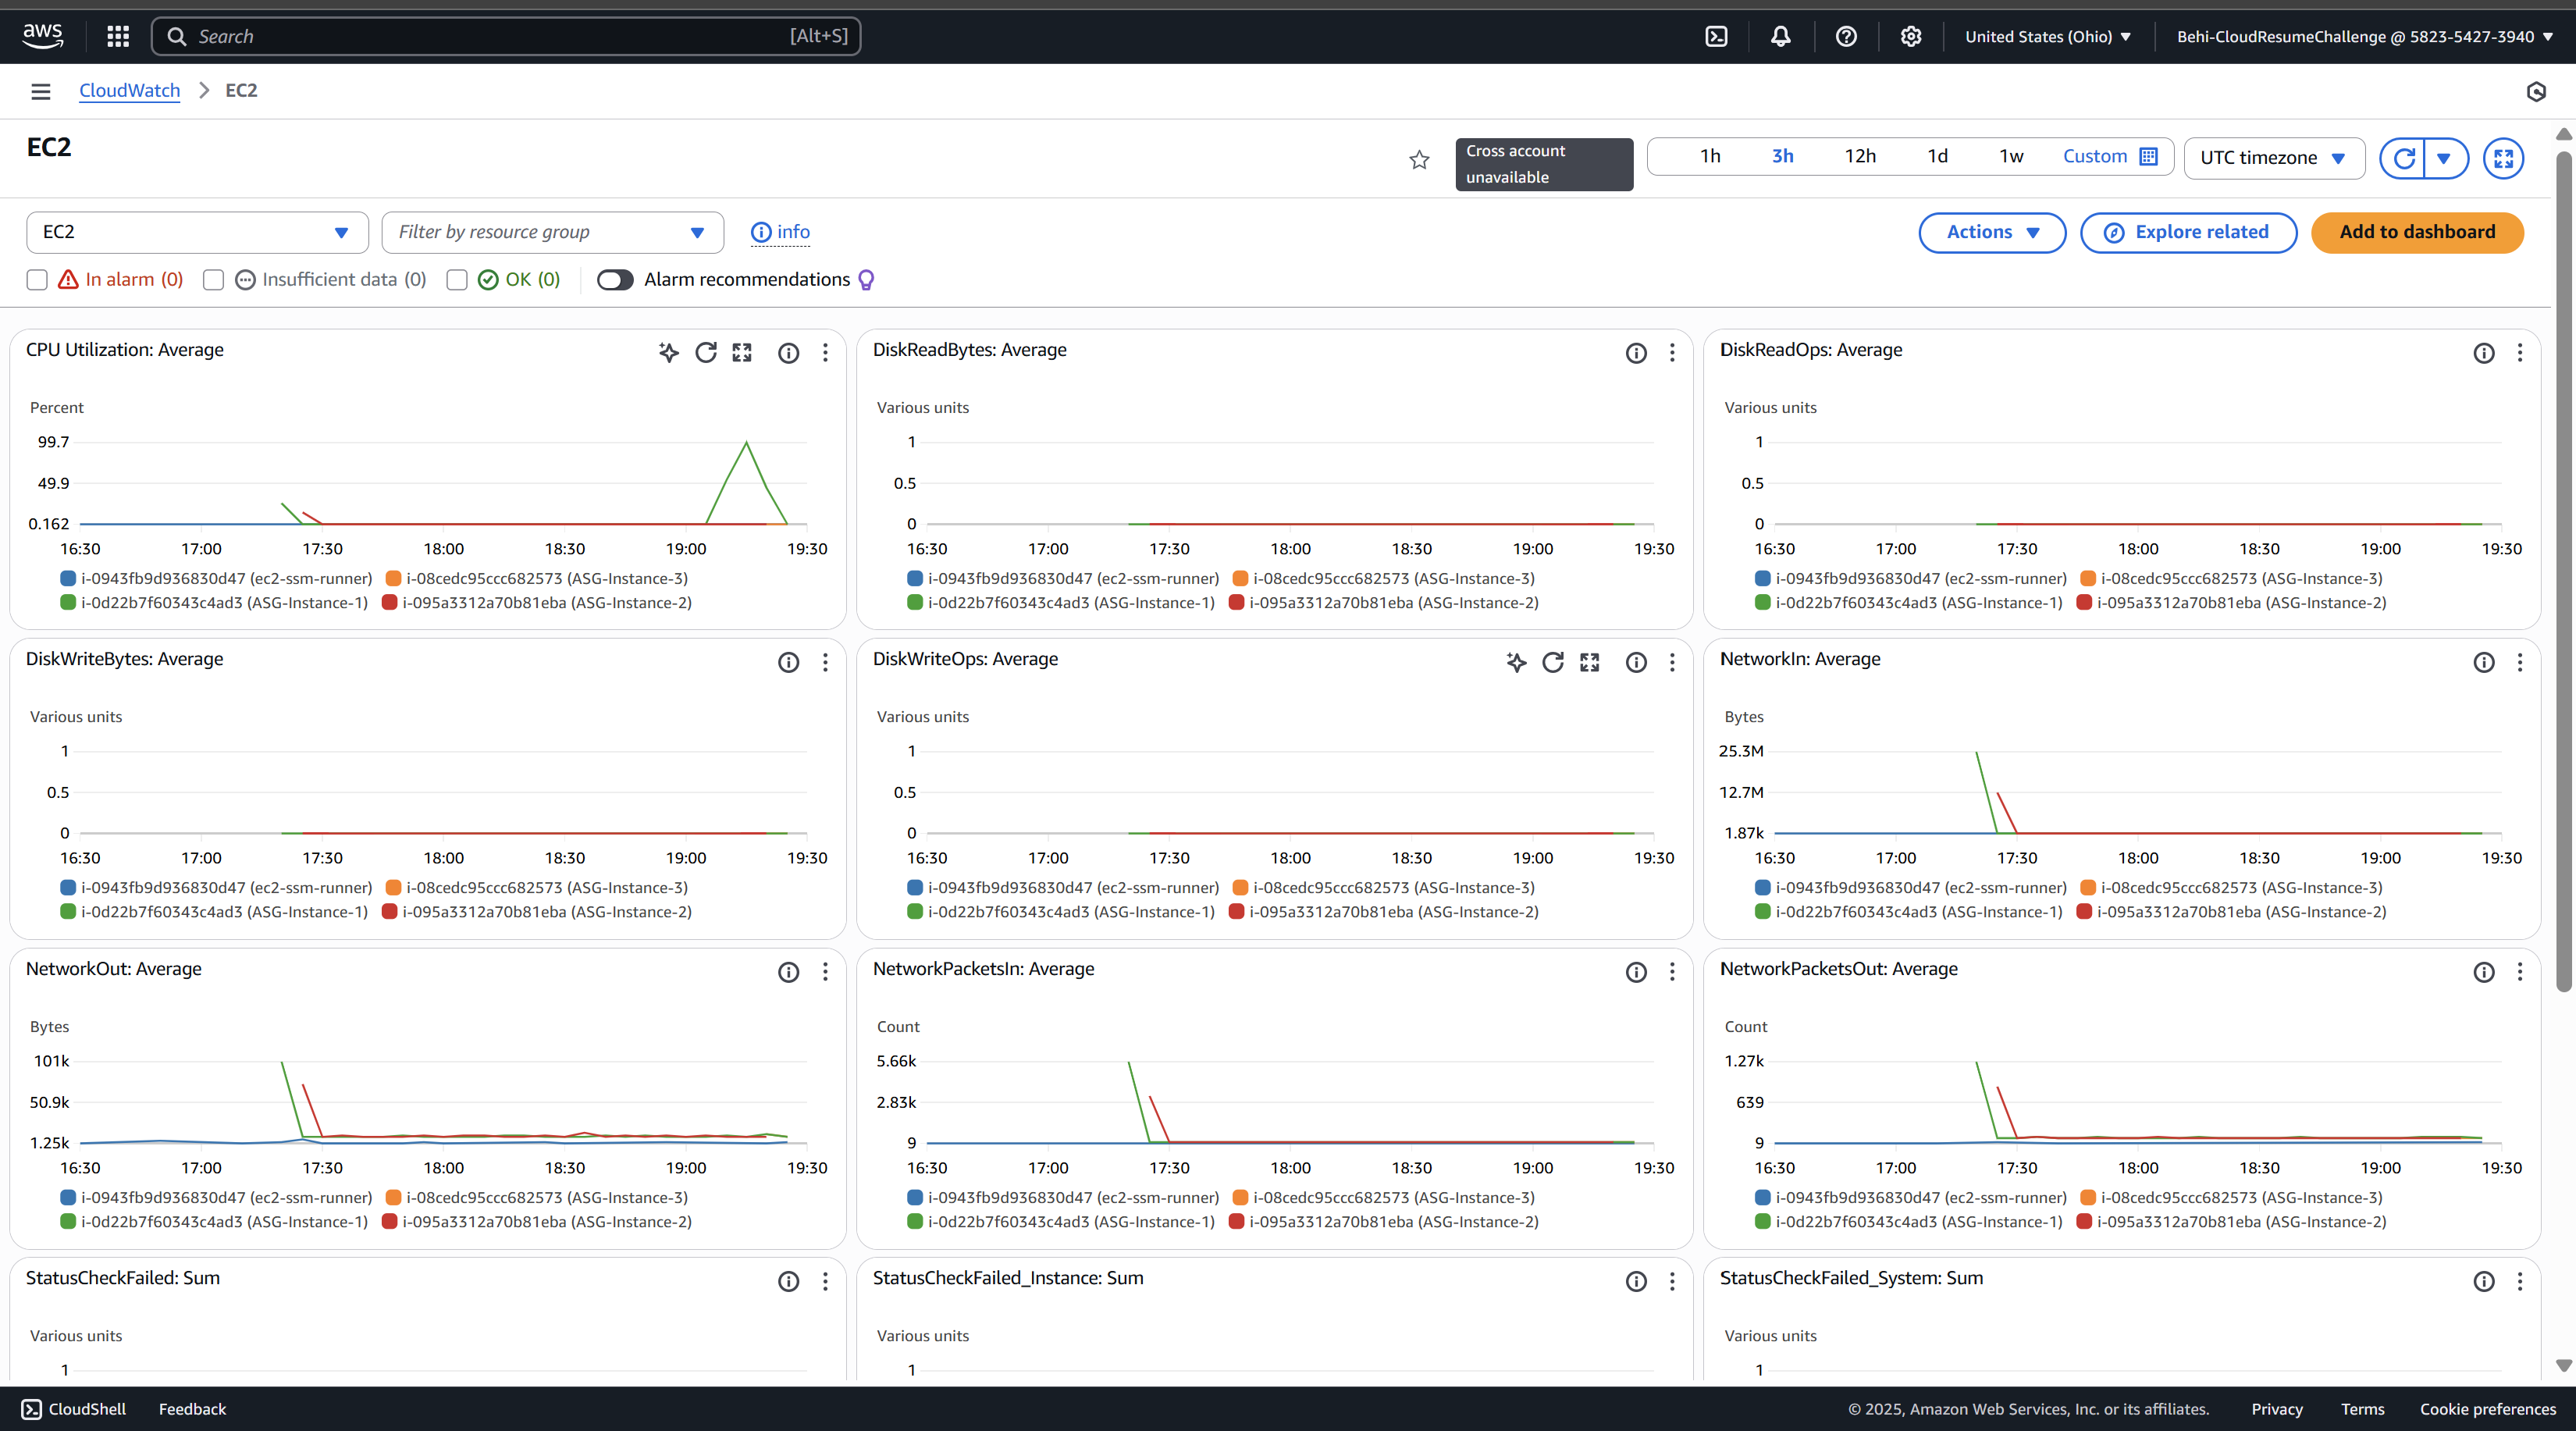 aws Search [Alt+S] United States (Ohio) Behi-CloudResumeChallenge @ 5823-5427-3940
CloudWatch EC2
EC2
Cross account
unavailable
1h 3h 12h 1d 1w Custom UTC timezone
EC2 Filter by resource group info Actions Explore related Add to dashboard
In alarm (0) Insufficient data (0) OK (0) Alarm recommendations
CPU Utilization: Average
Percent
99.7
49.9
0.162
16:30 17:00 17:30 18:00 18:30 19:00 19:30
i-0943fb9d936830d47 (ec2-ssm-runner) i-08cedc95ccc682573 (ASG-Instance-3)
i-0d22b7f60343c4ad3 (ASG-Instance-1) i-095a3312a70b81eba (ASG-Instance-2)
DiskReadBytes: Average
Various units
1
0.5
0
16:30 17:00 17:30 18:00 18:30 19:00 19:30
i-0943fb9d936830d47 (ec2-ssm-runner) i-08cedc95ccc682573 (ASG-Instance-3)
i-0d22b7f60343c4ad3 (ASG-Instance-1) i-095a3312a70b81eba (ASG-Instance-2)
DiskReadOps: Average
Various units
1
0.5
0
16:30 17:00 17:30 18:00 18:30 19:00 19:30
i-0943fb9d936830d47 (ec2-ssm-runner) i-08cedc95ccc682573 (ASG-Instance-3)
i-0d22b7f60343c4ad3 (ASG-Instance-1) i-095a3312a70b81eba (ASG-Instance-2)
DiskWriteBytes: Average
Various units
1
0.5
0
16:30 17:00 17:30 18:00 18:30 19:00 19:30
i-0943fb9d936830d47 (ec2-ssm-runner) i-08cedc95ccc682573 (ASG-Instance-3)
i-0d22b7f60343c4ad3 (ASG-Instance-1) i-095a3312a70b81eba (ASG-Instance-2)
DiskWriteOps: Average
Various units
1
0.5
0
16:30 17:00 17:30 18:00 18:30 19:00 19:30
i-0943fb9d936830d47 (ec2-ssm-runner) i-08cedc95ccc682573 (ASG-Instance-3)
i-0d22b7f60343c4ad3 (ASG-Instance-1) i-095a3312a70b81eba (ASG-Instance-2)
NetworkIn: Average
Bytes
25.3M
12.7M
1.87k
16:30 17:00 17:30 18:00 18:30 19:00 19:30
i-0943fb9d936830d47 (ec2-ssm-runner) i-08cedc95ccc682573 (ASG-Instance-3)
i-0d22b7f60343c4ad3 (ASG-Instance-1) i-095a3312a70b81eba (ASG-Instance-2)
NetworkOut: Average
Bytes
101k
50.9k
1.25k
16:30 17:00 17:30 18:00 18:30 19:00 19:30
i-0943fb9d936830d47 (ec2-ssm-runner) i-08cedc95ccc682573 (ASG-Instance-3)
i-0d22b7f60343c4ad3 (ASG-Instance-1) i-095a3312a70b81eba (ASG-Instance-2)
NetworkPacketsIn: Average
Count
5.66k
2.83k
9
16:30 17:00 17:30 18:00 18:30 19:00 19:30
i-0943fb9d936830d47 (ec2-ssm-runner) i-08cedc95ccc682573 (ASG-Instance-3)
i-0d22b7f60343c4ad3 (ASG-Instance-1) i-095a3312a70b81eba (ASG-Instance-2)
NetworkPacketsOut: Average
Count
1.27k
639
9
16:30 17:00 17:30 18:00 18:30 19:00 19:30
i-0943fb9d936830d47 (ec2-ssm-runner) i-08cedc95ccc682573 (ASG-Instance-3)
i-0d22b7f60343c4ad3 (ASG-Instance-1) i-095a3312a70b81eba (ASG-Instance-2)
StatusCheckFailed: Sum
Various units
1
StatusCheckFailed_Instance: Sum
Various units
1
StatusCheckFailed_System: Sum
Various units
1
CloudShell Feedback © 2025, Amazon Web Services, Inc. or its affiliates. Privacy Terms Cookie preferences